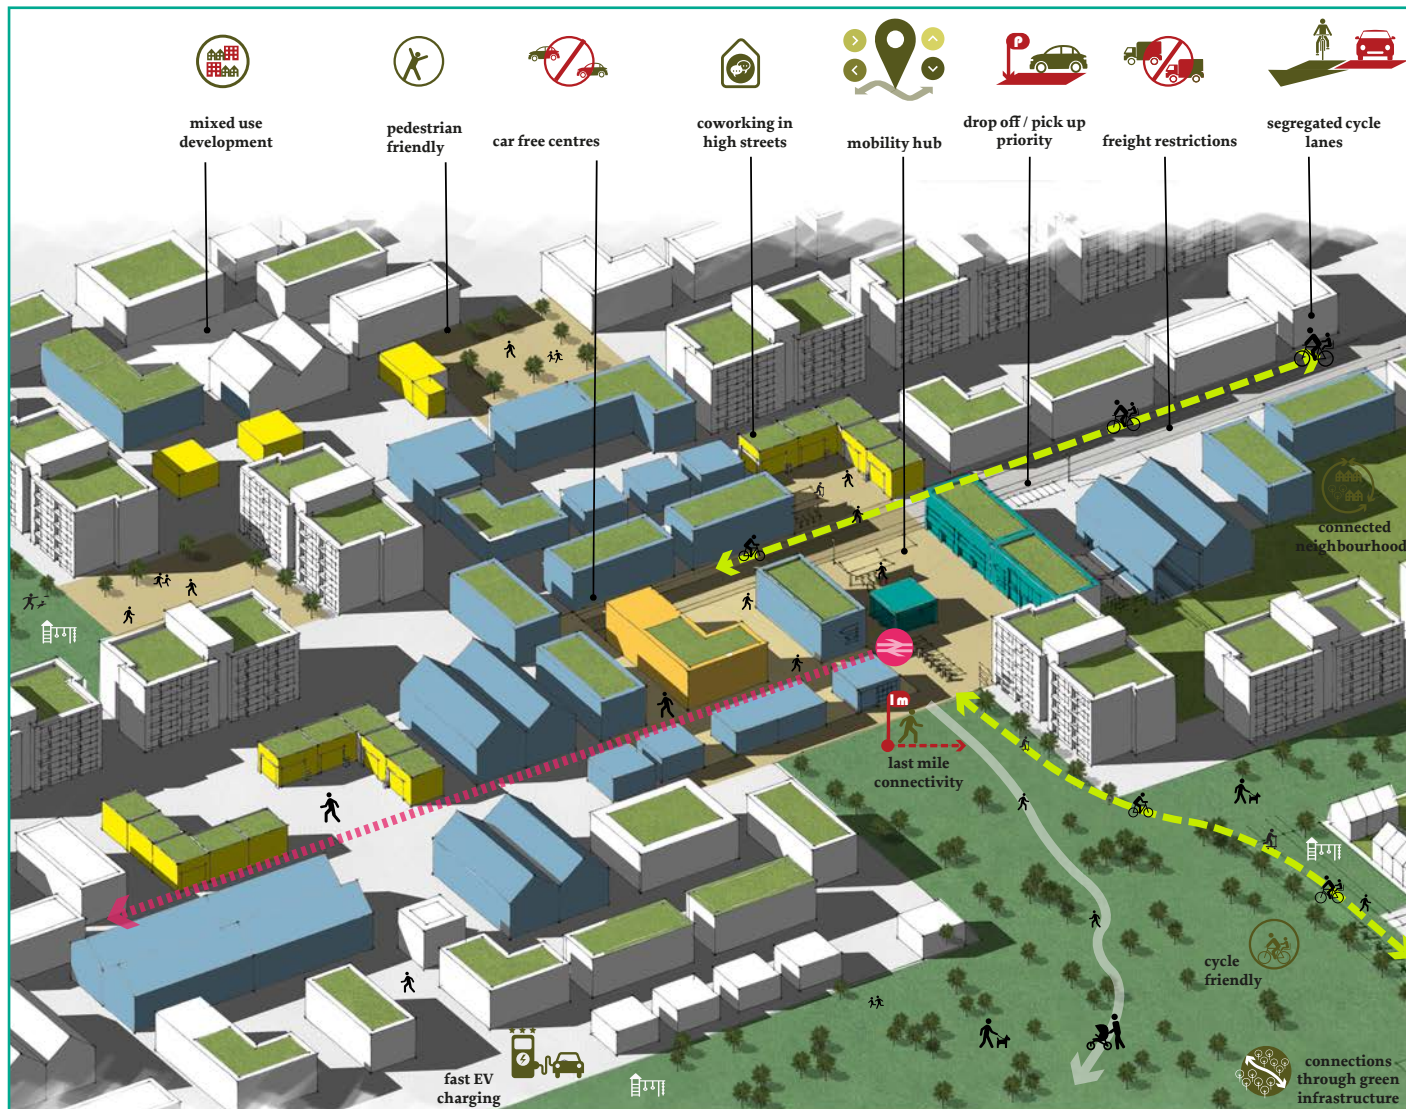 P
mixed use
development
pedestrian
friendly
car free centres
coworking in
high streets
mobility hub
drop off / pick up
priority
freight restrictions
segregated cycle
lanes
connected
neighbourhood
1m
last mile
connectivity
cycle
friendly
fast EV
charging
connections
through green
infrastructure